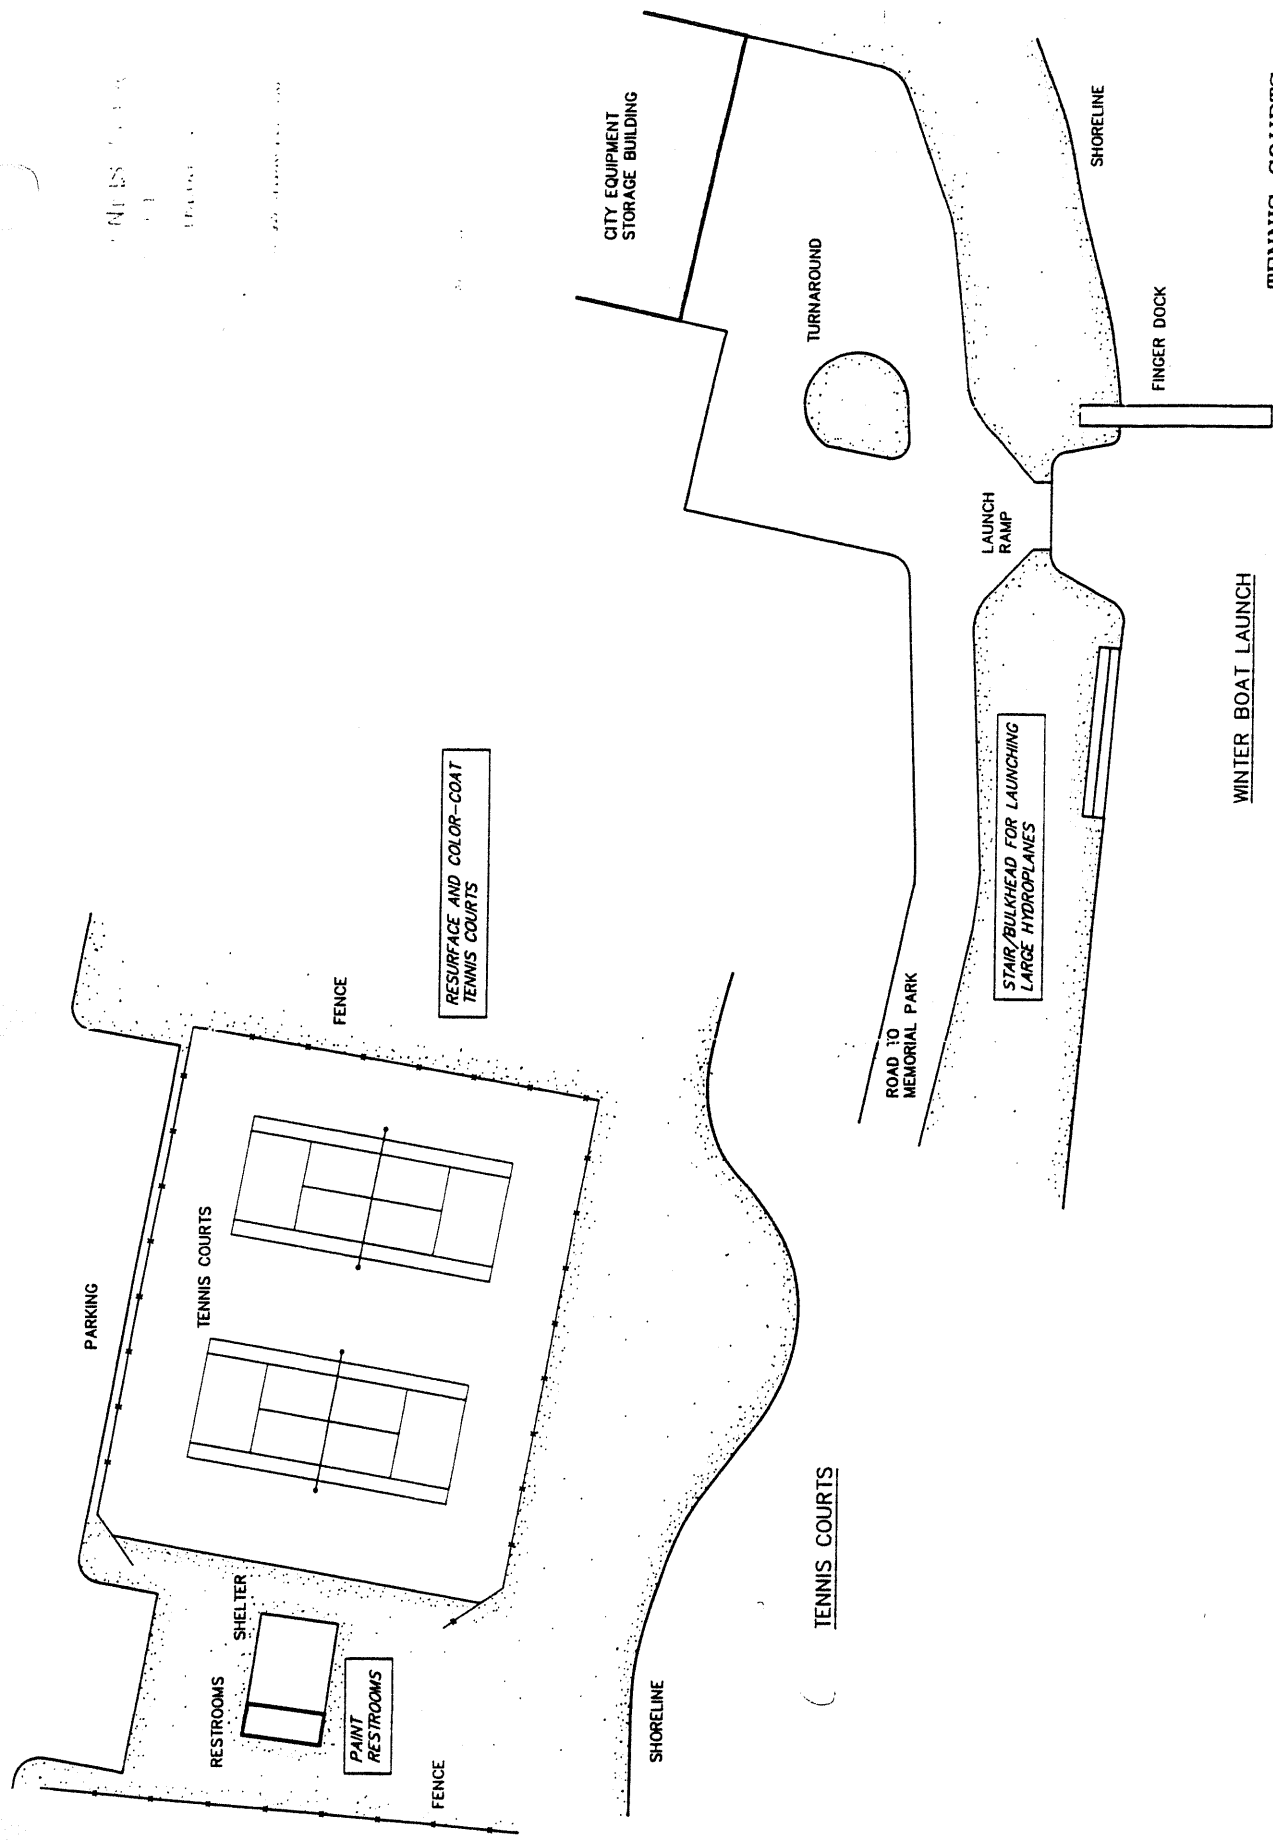 PARKING
TENNIS COURTS
FENCE
RESURFACE AND COLOR-COAT
TENNIS COURTS
RESTROOMS
SHELTER
PAINT
RESTROOMS
FENCE
SHORELINE
TENNIS COURTS
CITY EQUIPMENT
STORAGE BUILDING
TURNAROUND
LAUNCH
RAMP
SHORELINE
FINGER DOCK
ROAD TO
MEMORIAL PARK
STAIR/BULKHEAD FOR LAUNCHING
LARGE HYDROPLANES
WINTER BOAT LAUNCH
TENNIS COURTS